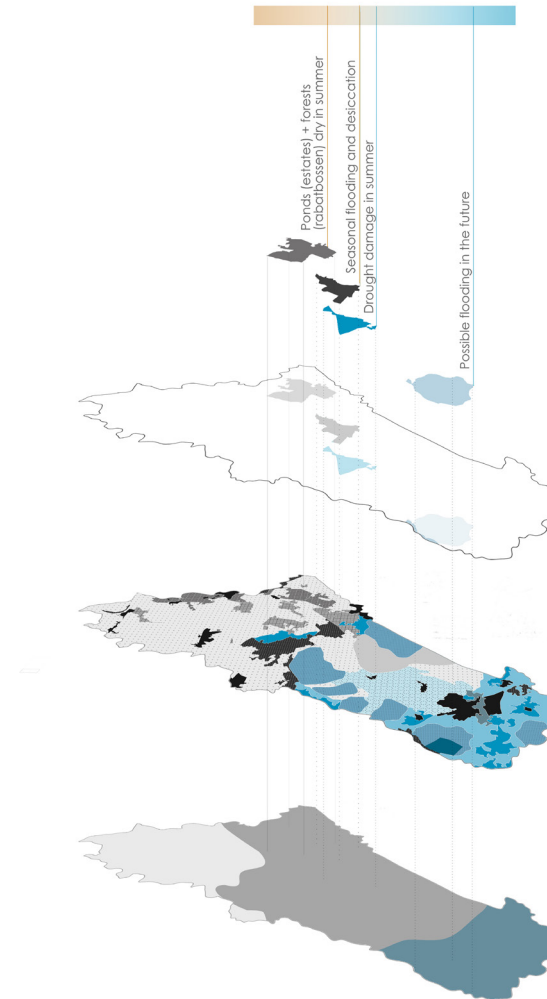 Ponds (estates) + forests
(rabatbossen) dry in summer
Seasonal flooding and desiccation
Drought damage in summer
Possible flooding in the future